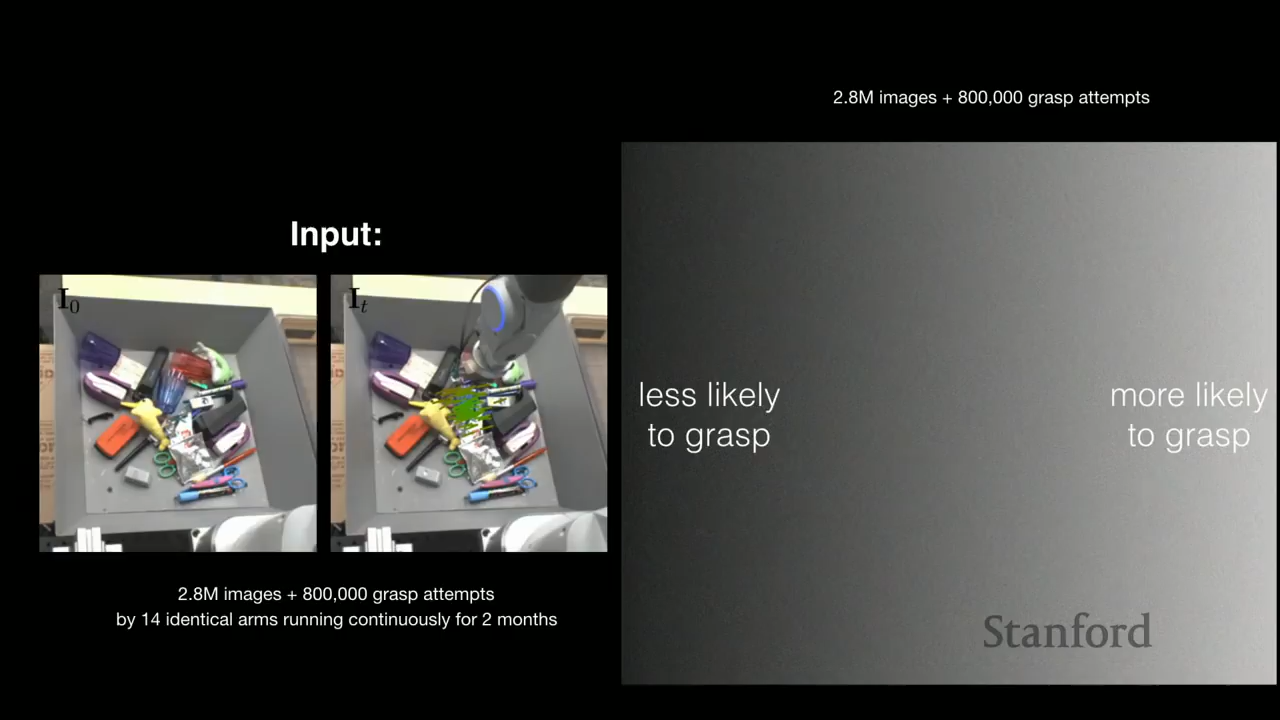 2.8M images + 800,000 grasp attempts
Input:
I0
It
less likely
to grasp
more likely
to grasp
2.8M images + 800,000 grasp attempts
by 14 identical arms running continuously for 2 months
Stanford